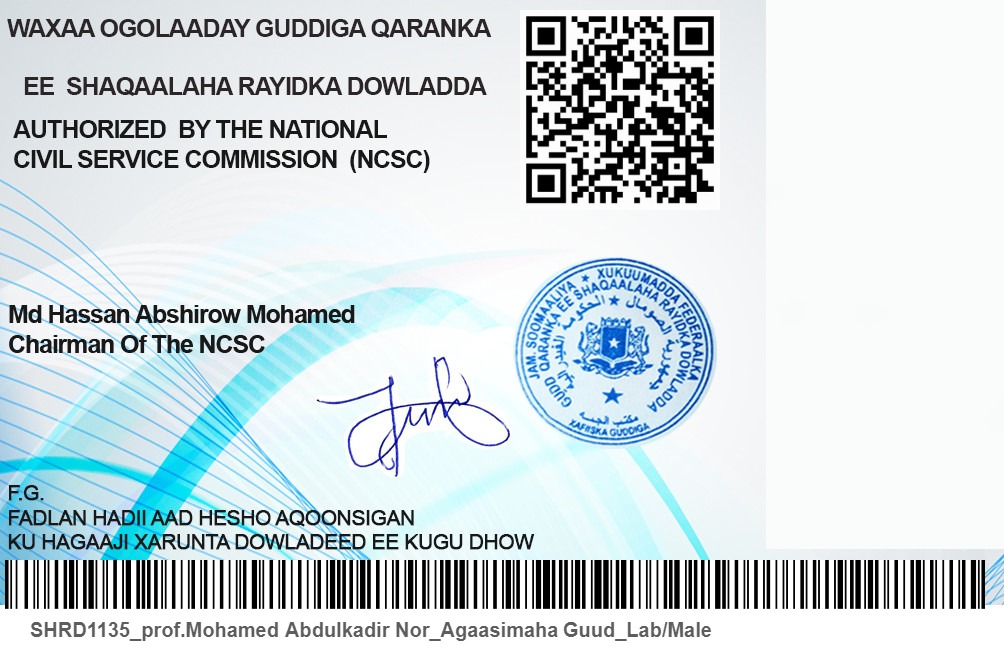 WAXAA OGOLAADAY GUDDIGA QARANKA
EE SHAQAALAHA RAYIDKA DOWLADDA
AUTHORIZED BY THE NATIONAL
CIVIL SERVICE COMMISSION (NCSC)
Md Hassan Abshirow Mohamed
Chairman Of The NCSC
JAM. SOOMAALIYA ★ XUKUUMADDA FEDERAALKA
GUDD QARANKA EE SHAQAALAHA RAYIDKA DOWLADDA
XAFIISKA GUDDIGA
F.G.
FADLAN HADII AAD HESHO AQOONSIGAN
KU HAGAAJI XARUNTA DOWLADEED EE KUGU DHOW
SHRD1135_prof.Mohamed Abdulkadir Nor_Agaasimaha Guud_Lab/Male